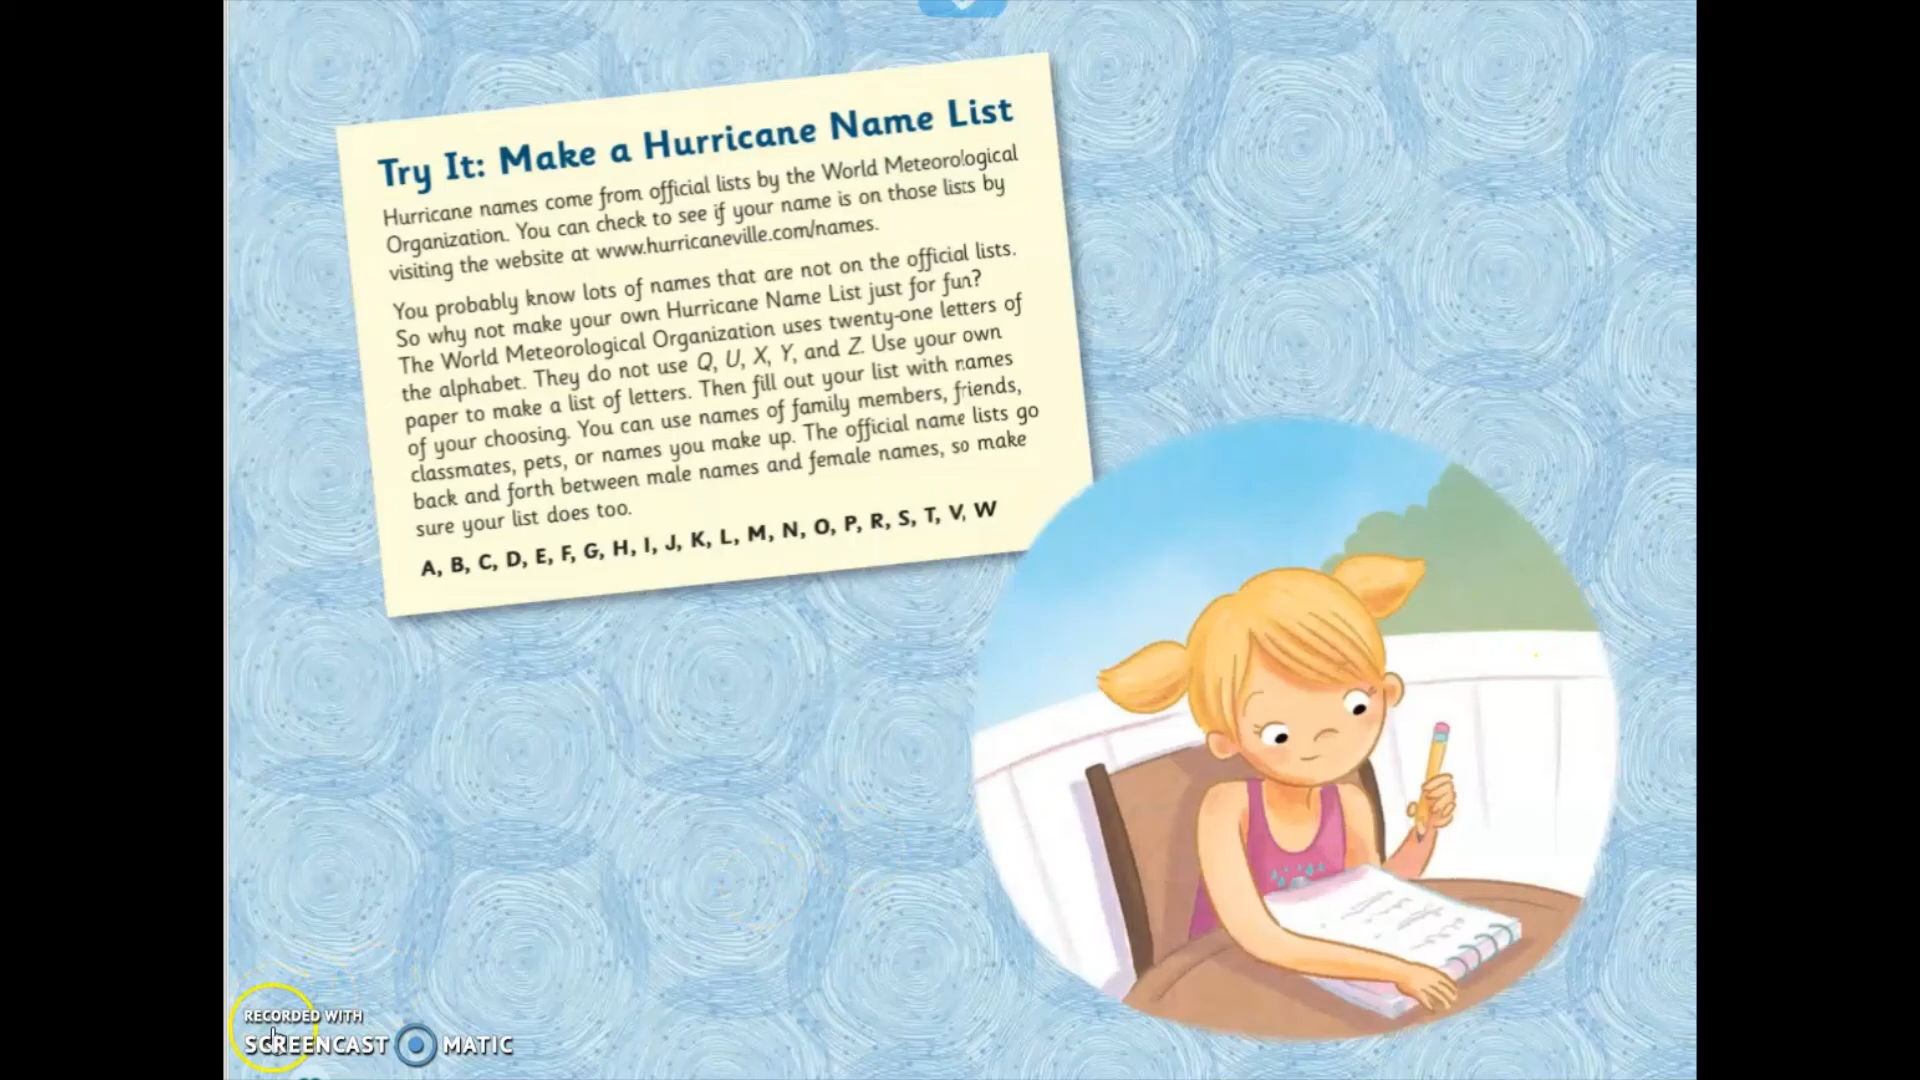 Try It: Make a Hurricane Name List
Hurricane names come from official lists by the World Meteorological
Organization. You can check to see if your name is on those lists by
visiting the website at www.hurricaneville.com/names.
You probably know lots of names that are not on the official lists.
So why not make your own Hurricane Name List just for fun?
The World Meteorological Organization uses twenty-one letters of
the alphabet. They do not use Q, U, X, Y, and Z. Use your own
paper to make a list of letters. Then fill out your list with names
of your choosing. You can use names of family members, friends,
classmates, pets, or names you make up. The official name lists go
back and forth between male names and female names, so make
sure your list does too.
A, B, C, D, E, F, G, H, I, J, K, L, M, N, O, P, R, S, T, V, W
RECORDED WITH
SCREENCAST MATIC